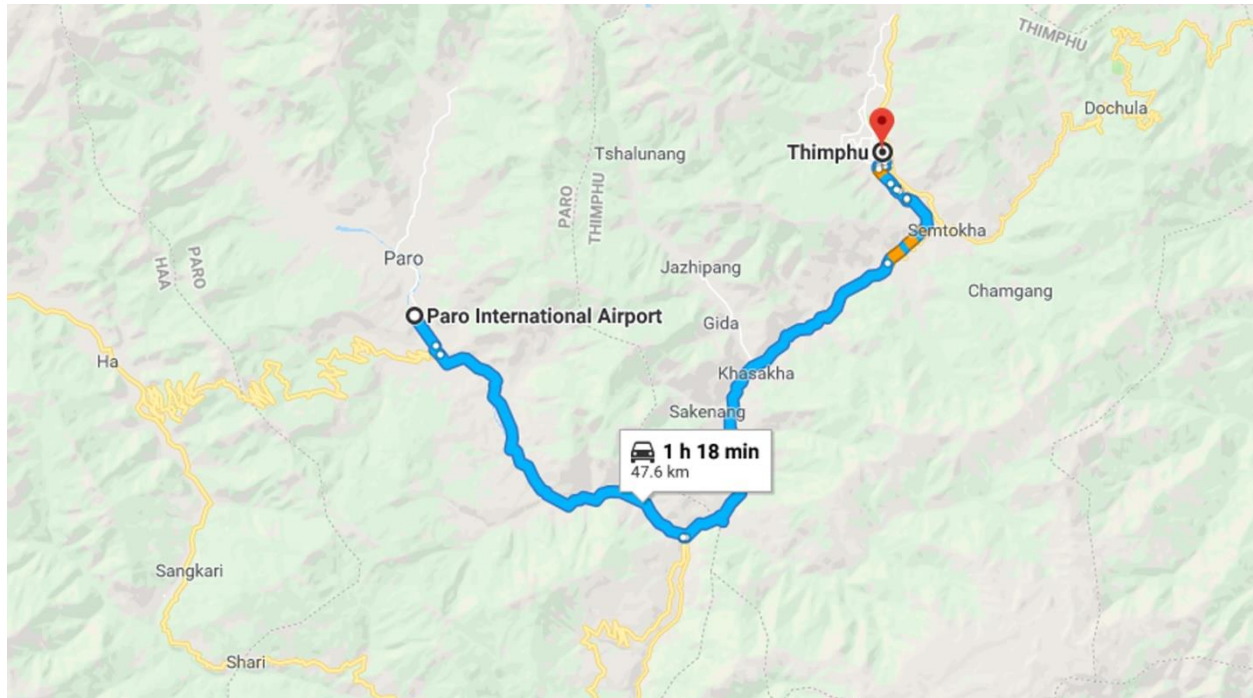 THIMPHU
Dochula
Thimphu
Tshalunang
PARO
THIMPHU
Semtokha
PARO
HAA
Paro
Jazhipang
Chamgang
Paro International Airport
Gida
Ha
Khasakha
Sakenang
1 h 18 min
47.6 km
Sangkari
Shari